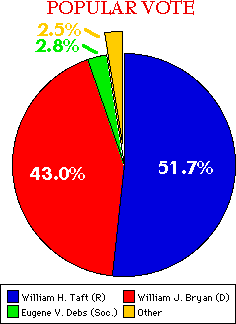 POPULAR VOTE
2.5%
2.8%
43.0%
51.7%
William H. Taft (R)
William J. Bryan (D)
Eugene V. Debs (Soc.)
Other